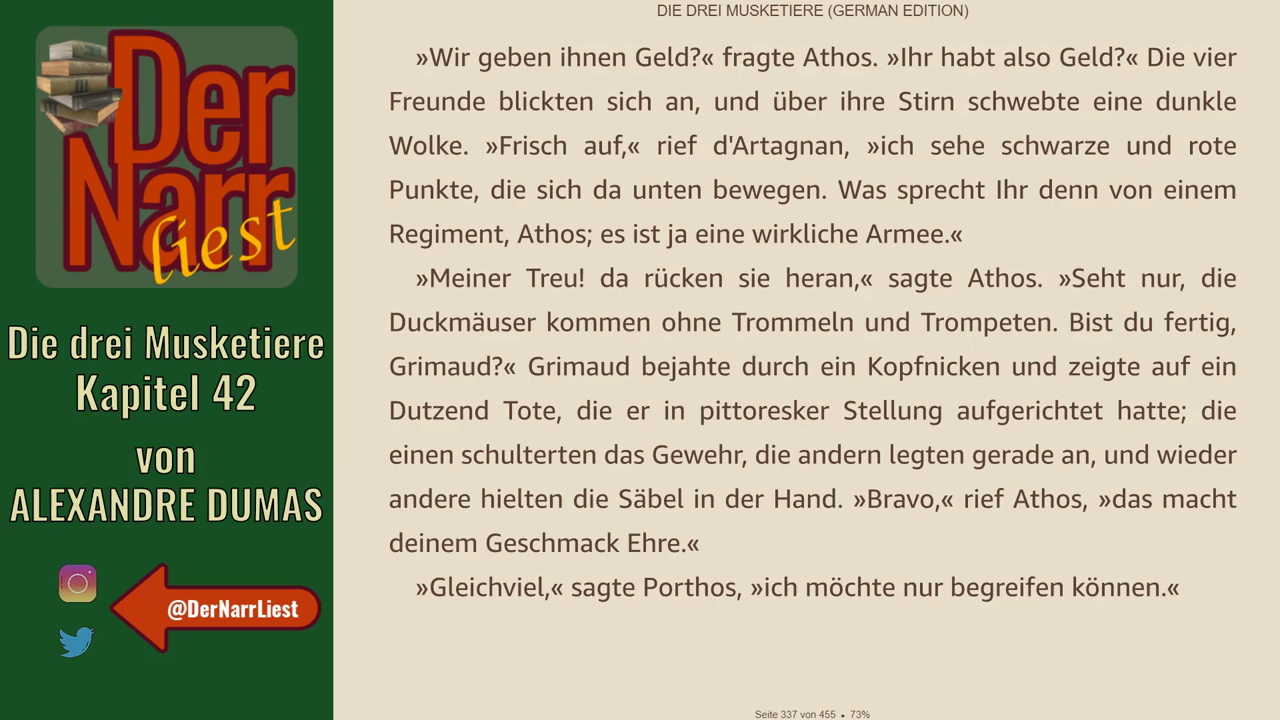 Der
Narr
liest
Die drei Musketiere
Kapitel 42
von
ALEXANDRE DUMAS
@DerNarrLiest
DIE DREI MUSKETIERE (GERMAN EDITION)
»Wir geben ihnen Geld?« fragte Athos. »Ihr habt also Geld?« Die vier
Freunde blickten sich an, und über ihre Stirn schwebte eine dunkle
Wolke. »Frisch auf,« rief d'Artagnan, »ich sehe schwarze und rote
Punkte, die sich da unten bewegen. Was sprecht Ihr denn von einem
Regiment, Athos; es ist ja eine wirkliche Armee.«
»Meiner Treu! da rücken sie heran,« sagte Athos. »Seht nur, die
Duckmäuser kommen ohne Trommeln und Trompeten. Bist du fertig,
Grimaud?« Grimaud bejahte durch ein Kopfnicken und zeigte auf ein
Dutzend Tote, die er in pittoresker Stellung aufgerichtet hatte; die
einen schulterten das Gewehr, die andern legten gerade an, und wieder
andere hielten die Säbel in der Hand. »Bravo,« rief Athos, »das macht
deinem Geschmack Ehre.«
»Gleichviel,« sagte Porthos, »ich möchte nur begreifen können.«
Seite 337 von 455 • 73%